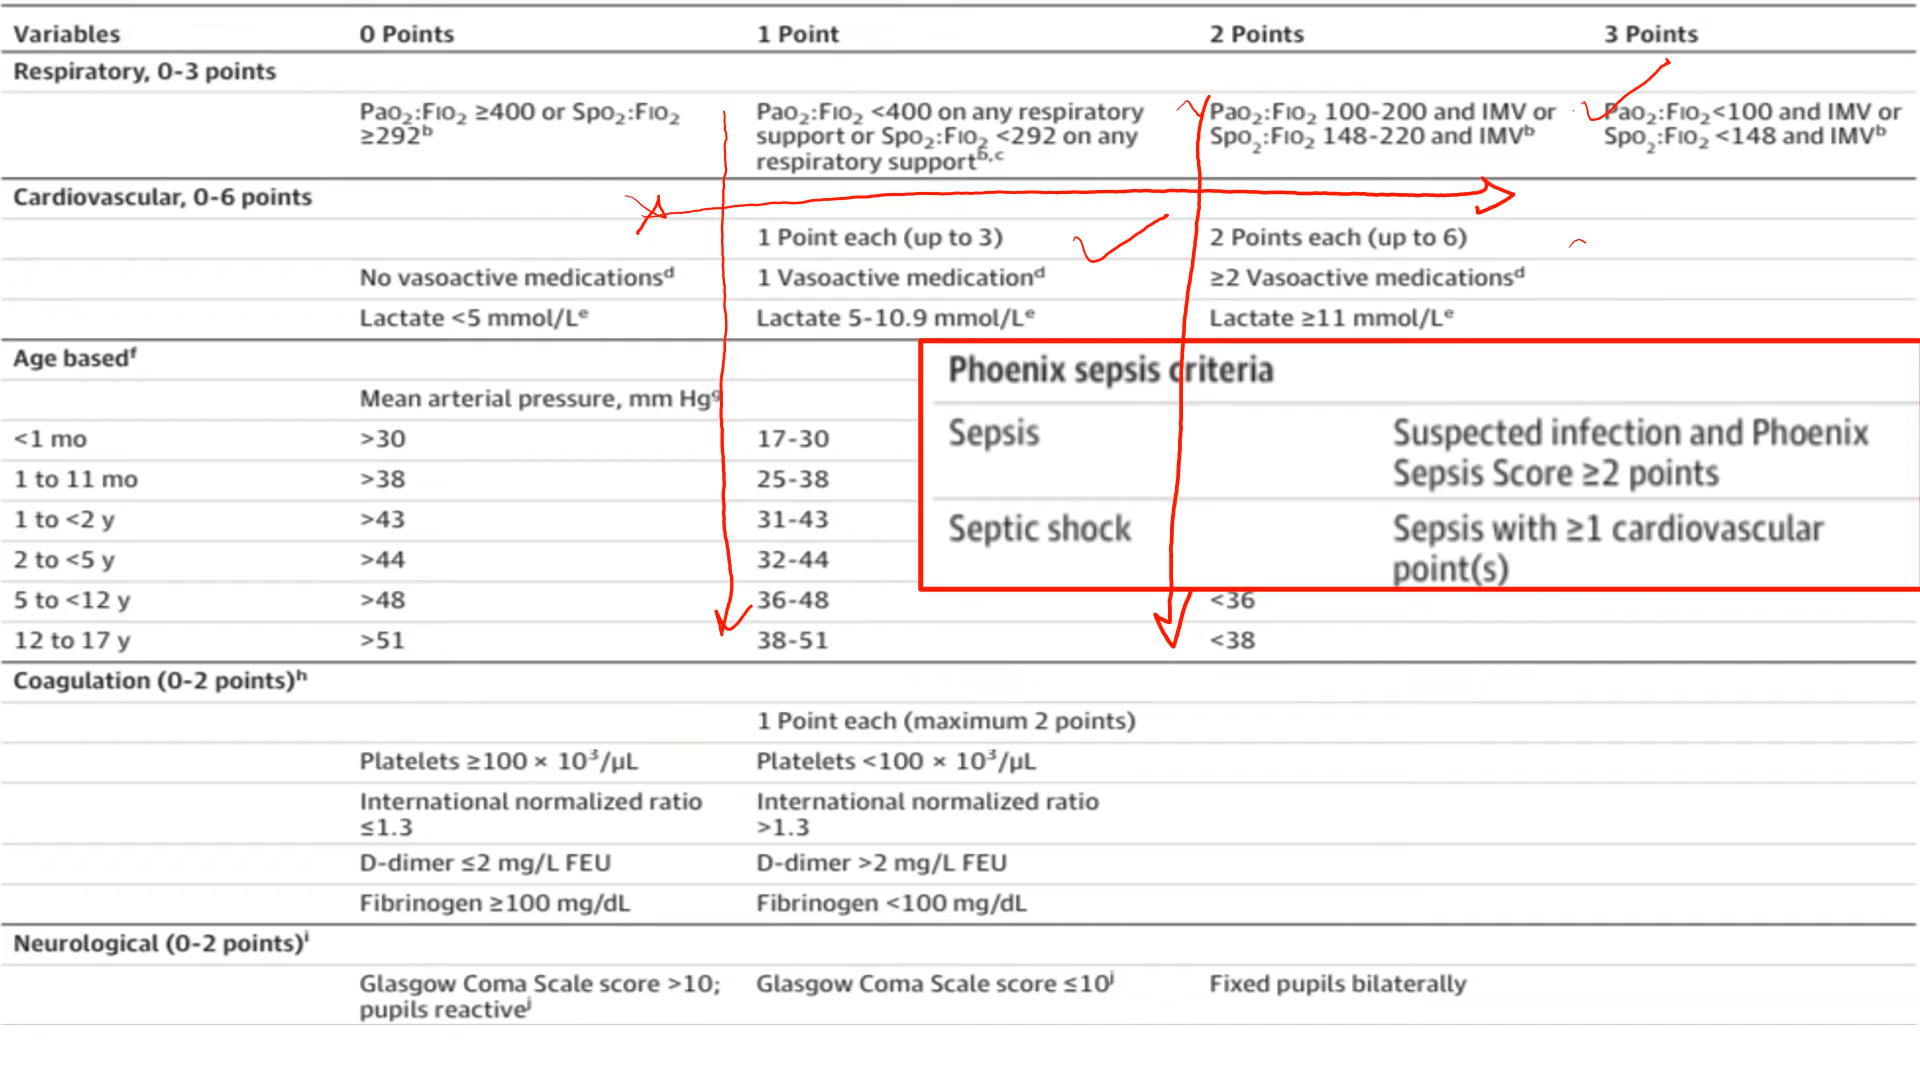 Variables 0 Points 1 Point 2 Points 3 Points
Respiratory, 0-3 points
Pao₂:Fio₂ ≥400 or Spo₂:Fio₂
≥292ᵇ
Pao₂:Fio₂ <400 on any respiratory
support or Spo₂:Fio₂ <292 on any
respiratory supportᵇ,ᶜ
Pao₂:Fio₂ 100-200 and IMV or
Spo₂:Fio₂ 148-220 and IMVᵇ
Pao₂:Fio₂<100 and IMV or
Spo₂:Fio₂ <148 and IMVᵇ
Cardiovascular, 0-6 points
1 Point each (up to 3) 2 Points each (up to 6)
No vasoactive medicationsᵈ 1 Vasoactive medicationᵈ ≥2 Vasoactive medicationsᵈ
Lactate <5 mmol/Lᵉ Lactate 5-10.9 mmol/Lᵉ Lactate ≥11 mmol/Lᵉ
Age basedᶠ
Mean arterial pressure, mm Hgᵍ
<1 mo >30 17-30
1 to 11 mo >38 25-38
1 to <2 y >43 31-43
2 to <5 y >44 32-44
5 to <12 y >48 36-48 <36
12 to 17 y >51 38-51 <38
Phoenix sepsis criteria
Sepsis
Suspected infection and Phoenix
Sepsis Score ≥2 points
Septic shock
Sepsis with ≥1 cardiovascular
point(s)
Coagulation (0-2 points)ʰ
1 Point each (maximum 2 points)
Platelets ≥100 × 10³/μL Platelets <100 × 10³/μL
International normalized ratio
≤1.3
International normalized ratio
>1.3
D-dimer ≤2 mg/L FEU D-dimer >2 mg/L FEU
Fibrinogen ≥100 mg/dL Fibrinogen <100 mg/dL
Neurological (0-2 points)ⁱ
Glasgow Coma Scale score >10;
pupils reactiveʲ
Glasgow Coma Scale score ≤10ʲ
Fixed pupils bilaterally